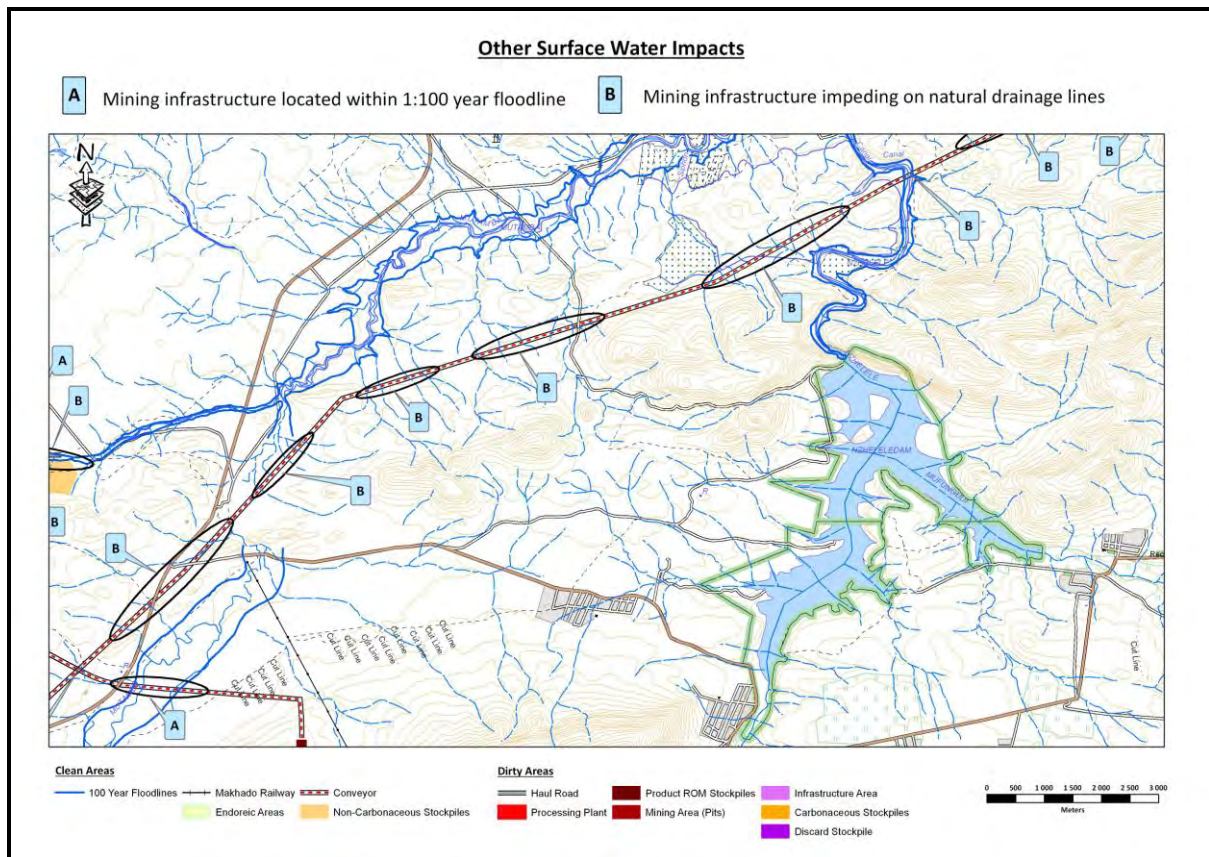 Other Surface Water Impacts
A Mining infrastructure located within 1:100 year floodline
B Mining infrastructure impeding on natural drainage lines
N
Canal
B
B
B
B
A
B
B
B
B
B
B
NZHELELEDAM
R
Cut Line
Cut Line
Cut Line
Cut Line
Cut Line
Cut Line
Cut Line
Cut Line
Cut Line
Cut Line
Cut Line
Cut Line
A
Clean Areas
100 Year Floodlines
Makhado Railway
Conveyor
Endoreic Areas
Non-Carbonaceous Stockpiles
Dirty Areas
Haul Road
Product ROM Stockpiles
Infrastructure Area
Processing Plant
Mining Area (Pits)
Carbonaceous Stockpiles
Discard Stockpile
0 500 1 000 1 500 2 000 2 500 3 000
Meters